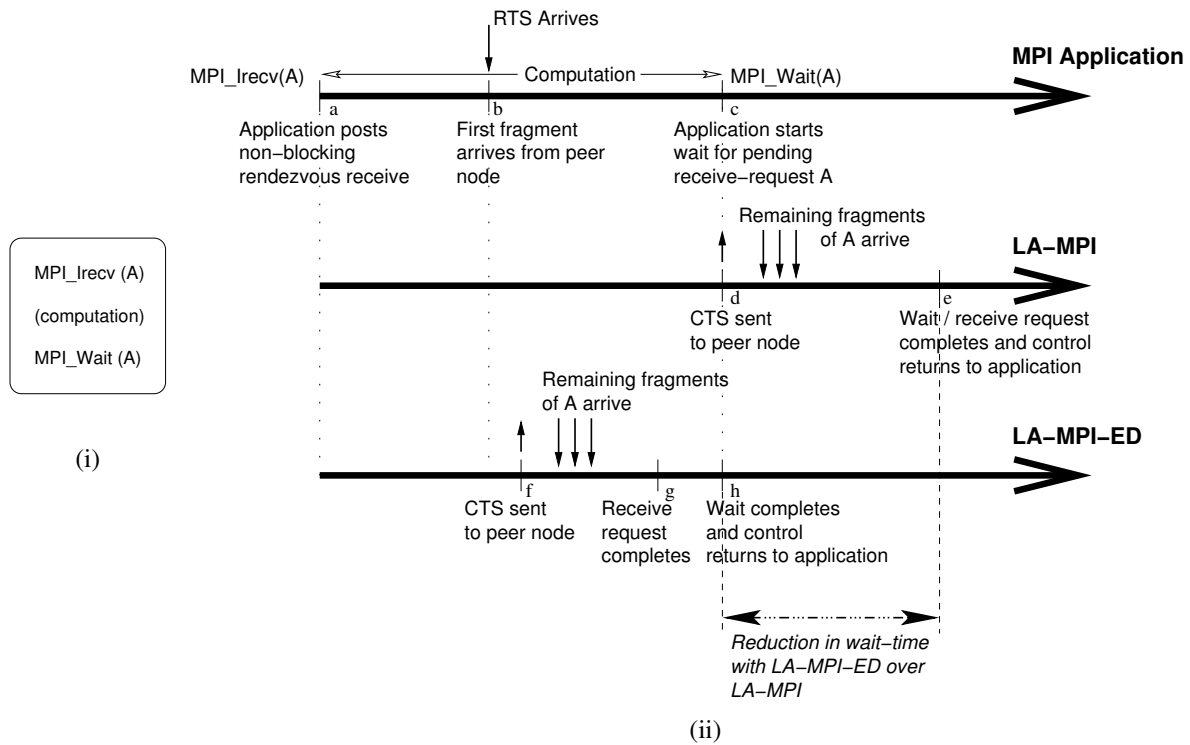 RTS Arrives
MPI Application
MPI_Irecv(A)
Computation
MPI_Wait(A)
a
b
c
Application posts
non−blocking
rendezvous receive
First fragment
arrives from peer
node
Application starts
wait for pending
receive−request A
Remaining fragments
of A arrive
LA−MPI
d
e
CTS sent
to peer node
Wait / receive request
completes and control
returns to application
MPI_Irecv (A)
(computation)
MPI_Wait (A)
(i)
Remaining fragments
of A arrive
LA−MPI−ED
f
g
h
CTS sent
to peer node
Receive
request
completes
Wait completes
and control
returns to application
Reduction in wait−time
with LA−MPI−ED over
LA−MPI
(ii)